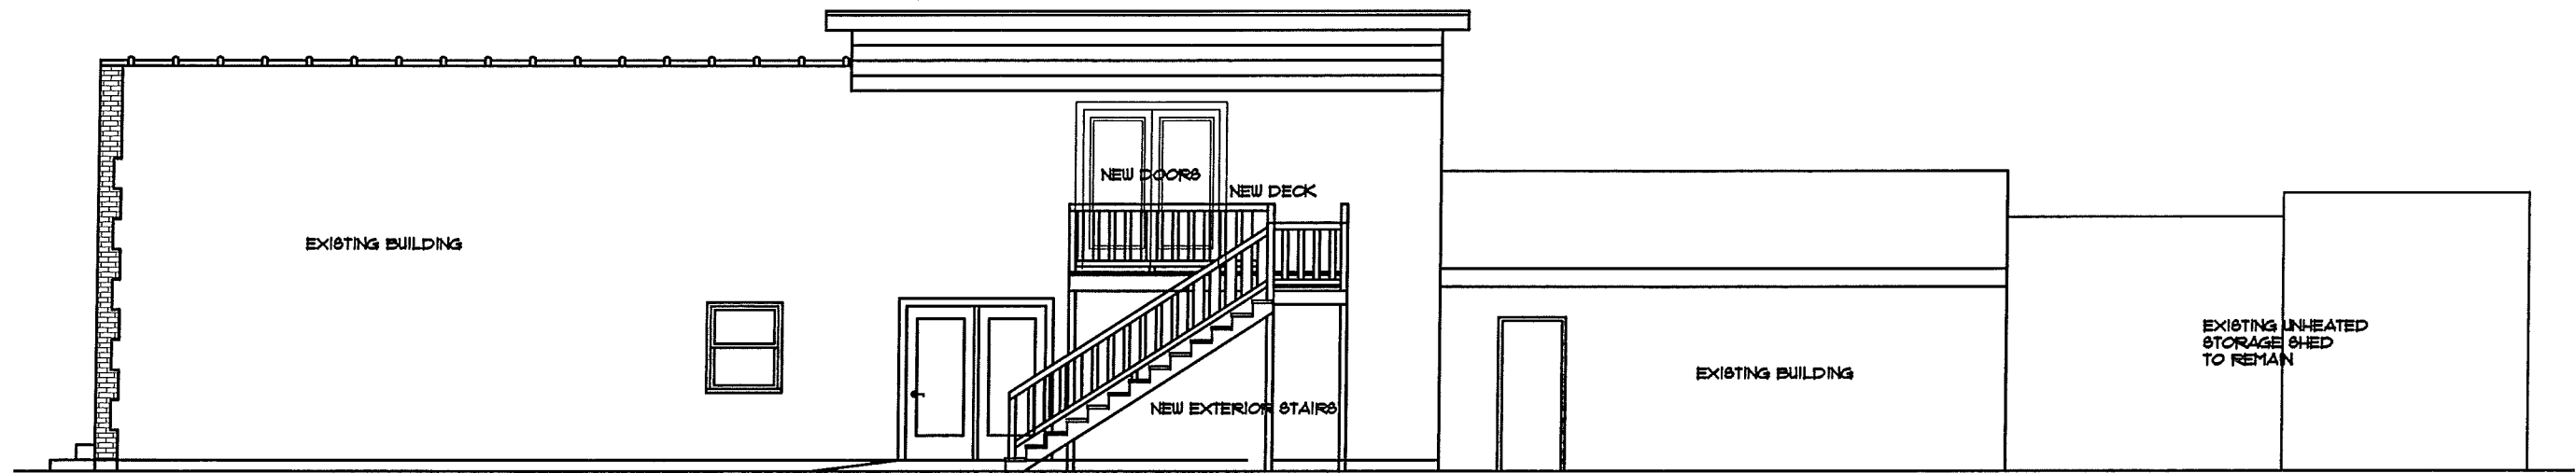 NEW DOORS
NEW DECK
EXISTING BUILDING
NEW EXTERIOR STAIRS
EXISTING BUILDING
EXISTING UNHEATED
STORAGE SHED
TO REMAIN